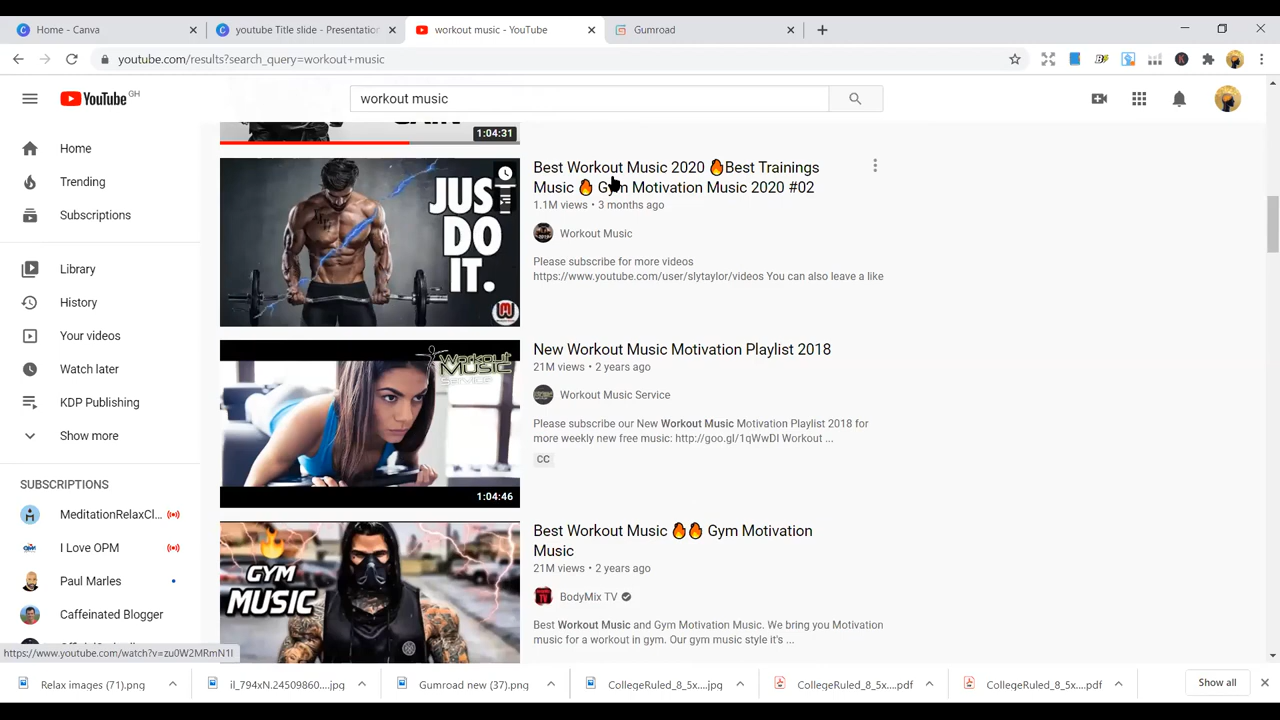 Home - Canva
youtube Title slide - Presentatio
workout music - YouTube
Gumroad
youtube.com/results?search_query=workout+music
YouTube GH
workout music
Home
Trending
Subscriptions
Library
History
Your videos
Watch later
KDP Publishing
Show more
SUBSCRIPTIONS
MeditationRelaxCl...
I Love OPM
Paul Marles
Caffeinated Blogger
1:04:31
JUS
DO
IT.
Best Workout Music 2020 🔥Best Trainings
Music 🔥 Gym Motivation Music 2020 #02
1.1M views • 3 months ago
Workout Music
Please subscribe for more videos
https://www.youtube.com/user/slytaylor/videos You can also leave a like
WORKOUT
MUSIC
SERVICE
1:04:46
New Workout Music Motivation Playlist 2018
21M views • 2 years ago
Workout Music Service
Please subscribe our New Workout Music Motivation Playlist 2018 for
more weekly new free music: http://goo.gl/1qWwDI Workout ...
CC
GYM
MUSIC
Best Workout Music 🔥🔥 Gym Motivation
Music
21M views • 2 years ago
BodyMix TV
Best Workout Music and Gym Motivation Music. We bring you Motivation
music for a workout in gym. Our gym music style it's ...
https://www.youtube.com/watch?v=zu0W2MRmN1I
Relax images (71).png
il_794xN.24509860....jpg
Gumroad new (37).png
CollegeRuled_8_5x....jpg
CollegeRuled_8_5x....pdf
CollegeRuled_8_5x....pdf
Show all